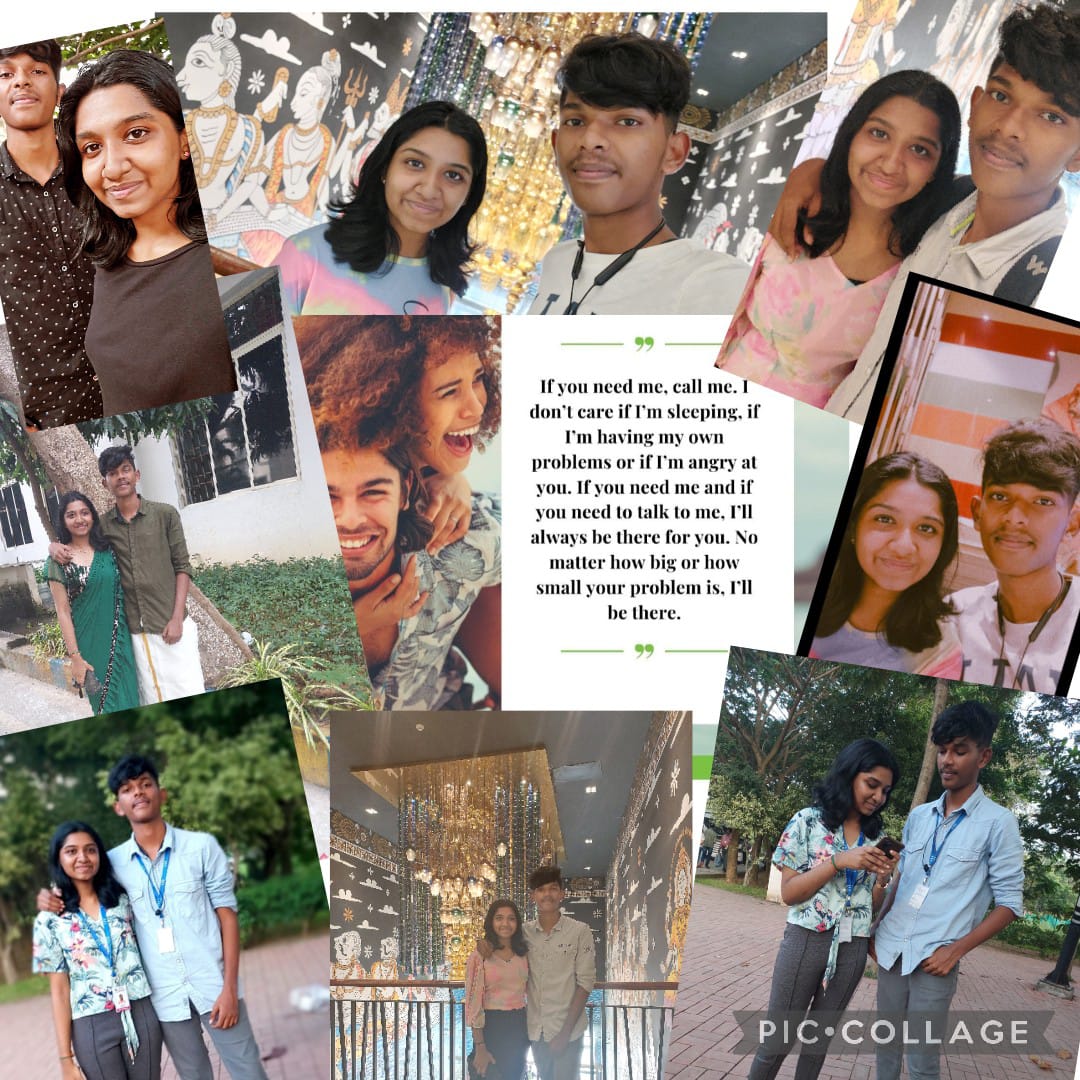 If you need me, call me. I
don’t care if I’m sleeping, if
I’m having my own
problems or if I’m angry at
you. If you need me and if
you need to talk to me, I’ll
always be there for you. No
matter how big or how
small your problem is, I’ll
be there.
PIC•COLLAGE